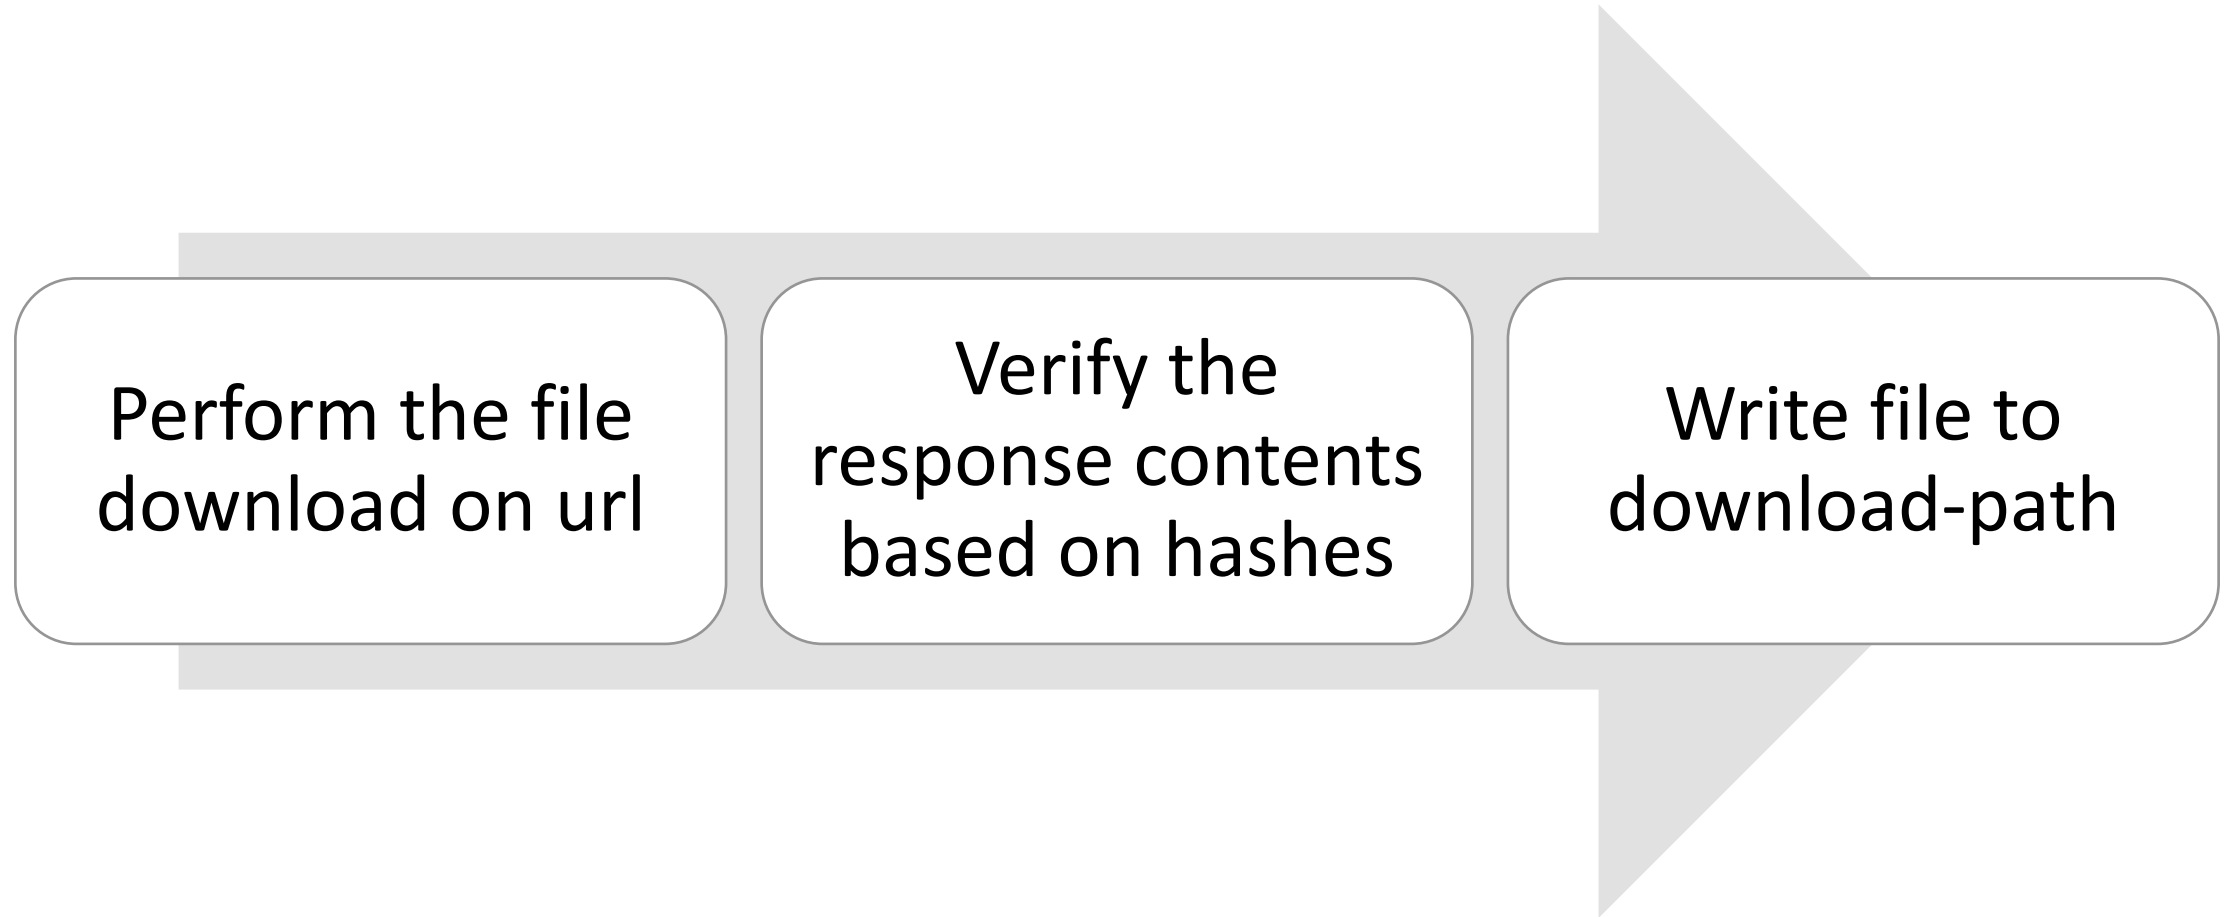 Perform the file
download on url
Verify the
response contents
based on hashes
Write file to
download-path